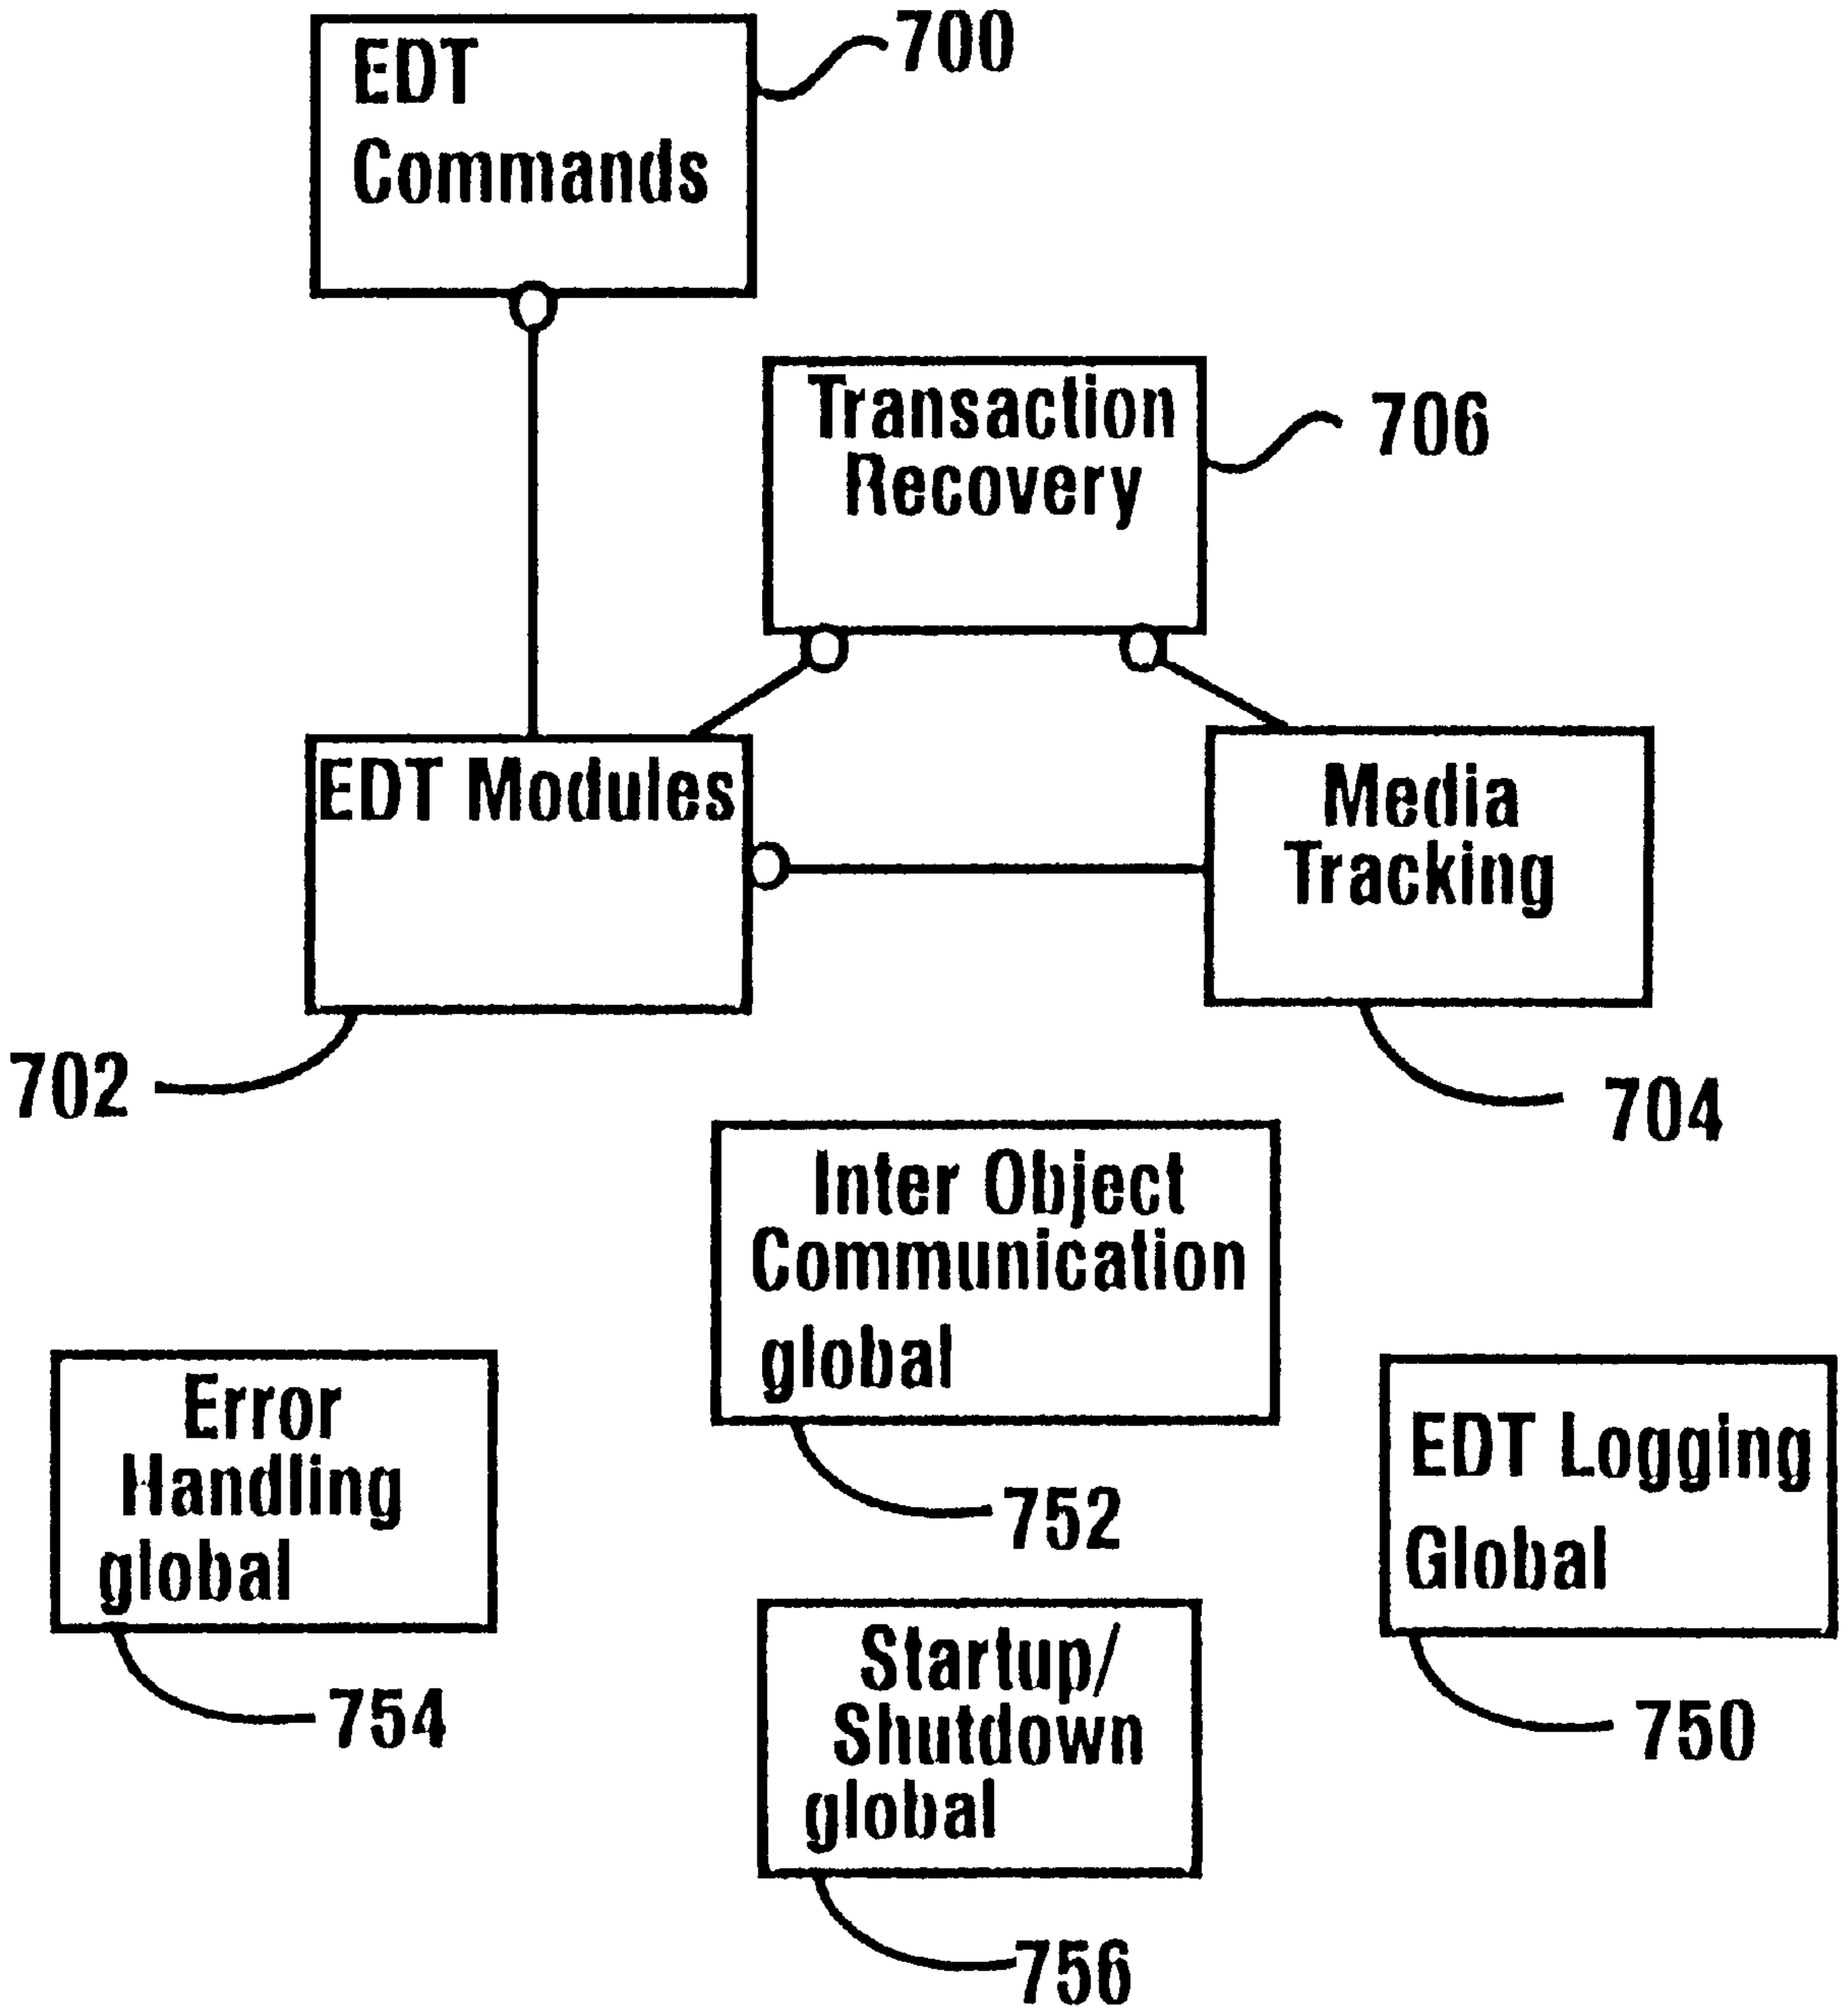 EDT
Commands
700
Transaction
Recovery
706
EDT Modules
Media
Tracking
702
704
Inter Object
Communication
global
752
Error
Handling
global
754
EDT Logging
Global
750
Startup/
Shutdown
global
756